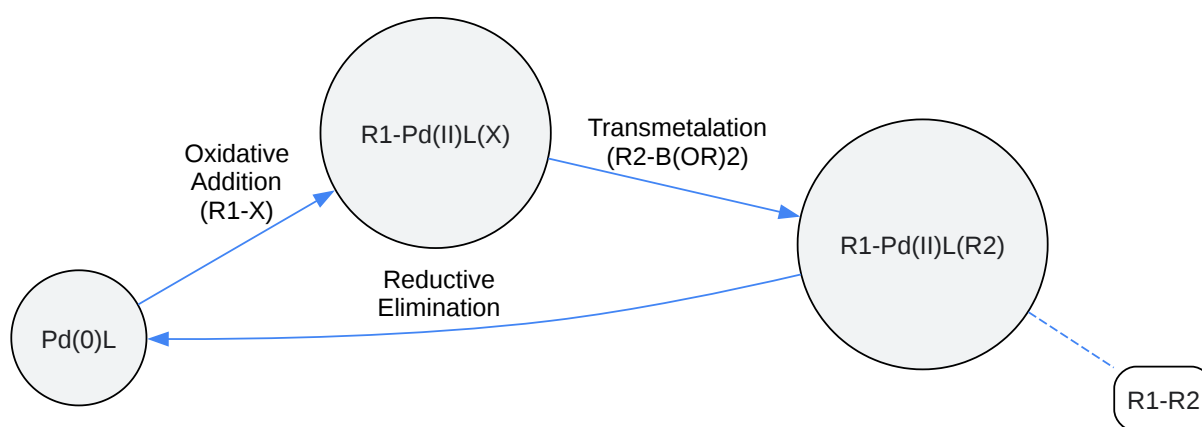 R1-Pd(II)L(X)
Transmetalation
(R2-B(OR)2)
Oxidative
Addition
(R1-X)
R1-Pd(II)L(R2)
Reductive
Elimination
Pd(0)L
R1-R2